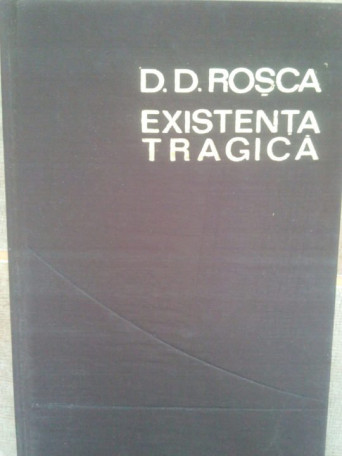 D.D. ROȘCA
EXISTENȚA
TRAGICĂ